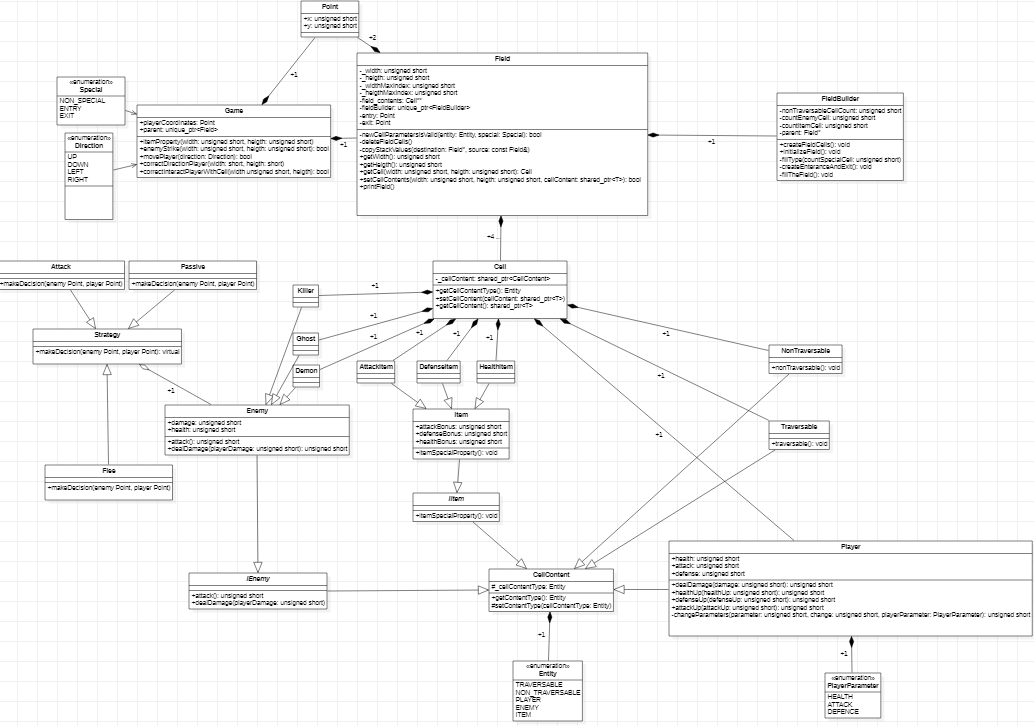 Point
+x: unsigned short
+y: unsigned short
+2
+1
Field
-_width: unsigned short
-_heigth: unsigned short
-_widthMaxIndex: unsigned short
-_heigthMaxIndex: unsigned short
-field_contents: Cell**
-fieldBuilder: unique_ptr<FieldBuilder>
-entry: Point
-exit: Point
-newCellParametersIsValid(entity: Entity, special: Special): bool
-deleteFieldCells()
-copyStackValues(destination: Field*, source: const Field&)
+getWidth(): unsigned short
+getHeigth(): unsigned short
+getCell(width: unsigned short, heigth: unsigned short): Cell
+setCellContents(width: unsigned short, heigth: unsigned short, cellContent: shared_ptr<T>): bool
+printField()
«enumeration»
Special
NON_SPECIAL
ENTRY
EXIT
«enumeration»
Direction
UP
DOWN
LEFT
RIGHT
Game
+playerCoordinates: Point
+parent: unique_ptr<Field>
+itemProperty(width: unsigned short, heigth: unsigned short)
+enemyStrike(width: unsigned short, heigth: unsigned short): bool
+movePlayer(direction: Direction): bool
+correctDirectionPlayer(width: short, heigth: short)
+correctInteractPlayerWithCell(width unsigned short, heigth): bool
+1
+1
FieldBuilder
-nonTraversableCellCount: unsigned short
-countEnemyCell: unsigned short
-countItemCell: unsigned short
-parent: Field*
+createFieldCells(): void
+initializeField(): void
-fillType(countSpecialCell: unsigned short)
-createEnteranceAndExit(): void
-fillTheField(): void
+4..
Cell
-_cellContent: shared_ptr<CellContent>
+getCellContentType(): Entity
+setCellContent(cellContent: shared_ptr<T>)
+getCellContent(): shared_ptr<T>
Attack
+makeDecision(enemy Point, player Point)
Passive
+makeDecision(enemy Point, player Point)
Strategy
+makeDecision(enemy Point, player Point): virtual
+1
Killer
+1
Ghost
+1
Demon
+1
AttackItem
+1
DefenseItem
+1
HealthItem
+1
+1
NonTraversable
+nonTraversable(): void
+1
Traversable
+traversable(): void
+1
Enemy
+damage: unsigned short
+health: unsigned short
+attack(): unsigned short
+dealDamage(playerDamage: unsigned short): unsigned short
Item
+attackBonus: unsigned short
+defenseBonus: unsigned short
+healthBonus: unsigned short
+itemSpecialProperty(): void
Flee
+makeDecision(enemy Point, player Point)
IItem
+itemSpecialProperty(): void
IEnemy
+attack(): unsigned short
+dealDamage(playerDamage: unsigned short)
CellContent
#_cellContentType: Entity
+getContentType(): Entity
#setContentType(cellContentType: Entity)
+1
Player
+health: unsigned short
+attack: unsigned short
+defense: unsigned short
+dealDamage(damage: unsigned short): unsigned short
+healthUp(healthUp: unsigned short): unsigned short
+defenseUp(defenseUp: unsigned short): unsigned short
+attackUp(attackUp: unsigned short): unsigned short
-changeParameters(parameter: unsigned short, change: unsigned short, playerParameter: PlayerParameter): unsigned short
+1
«enumeration»
Entity
TRAVERSABLE
NON_TRAVERSABLE
PLAYER
ENEMY
ITEM
«enumeration»
PlayerParameter
HEALTH
ATTACK
DEFENCE